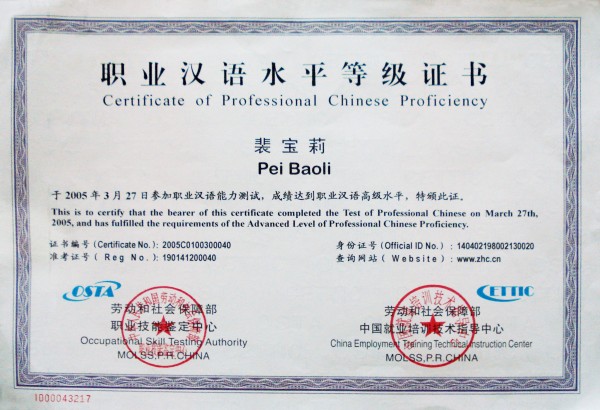 职业汉语水平等级证书
Certificate of Professional Chinese Proficiency
裴宝莉
Pei Baoli
于 2005 年 3 月 27 日参加职业汉语能力测试，成绩达到职业汉语高级水平，特颁此证。
This is to certify that the bearer of this certificate completed the Test of Professional Chinese on March 27th,
2005, and has fulfilled the requirements of the Advanced Level of Professional Chinese Proficiency.
证书编号 (Certificate No.): 2005C0100300040
身份证号 (Official ID No.) : 140402198002130020
准考证号 ( Reg No.): 190141200040
查询网站 ( Website ) : www.zhc.cn
OSTA
CETTIC
劳动和社会保障部
职业技能鉴定中心
Occupational Skill Testing Authority
MOLSS,P.R.CHINA
劳动和社会保障部
中国就业培训技术指导中心
China Employment Training Technical Instruction Center
MOLSS,P.R.CHINA
1000043217